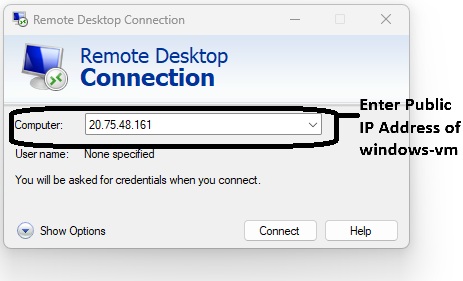 Remote Desktop Connection
Remote Desktop
Connection
Computer: 20.75.48.161
Enter Public
IP Address of
windows-vm
User name: None specified
You will be asked for credentials when you connect.
Show Options Connect Help